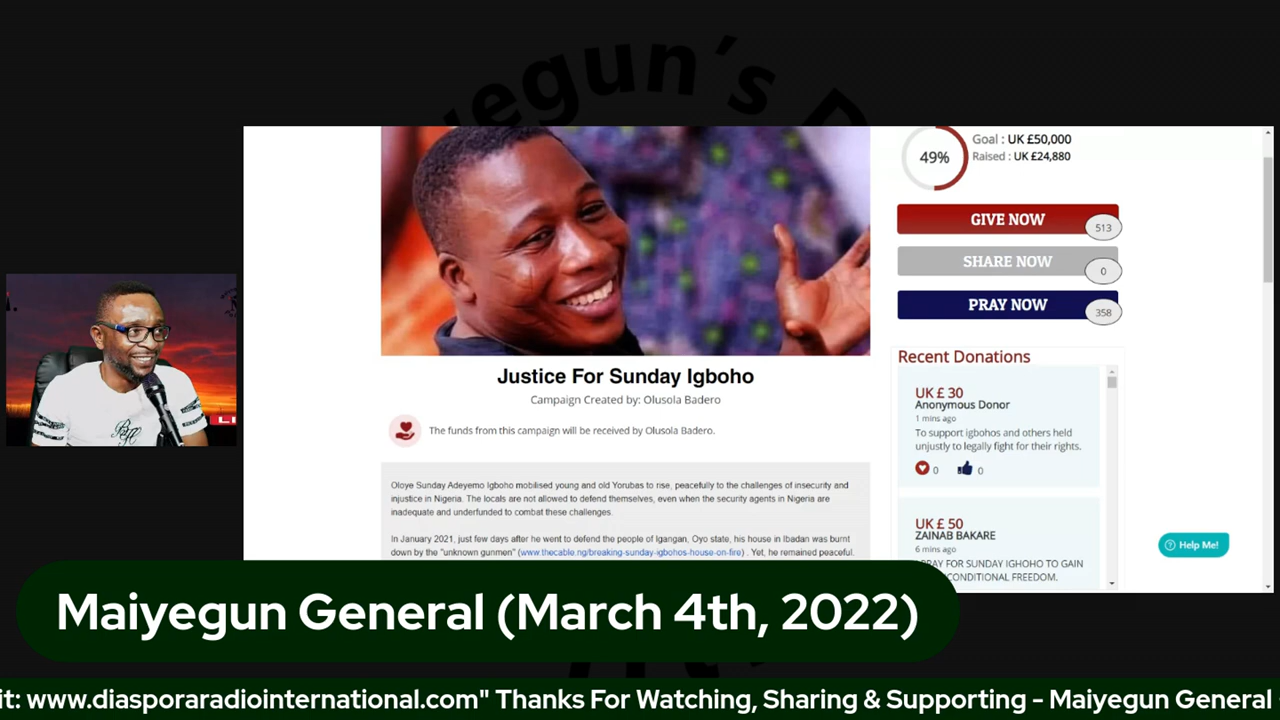 yegun's D
Goal : UK £50,000
49%
Raised : UK £24,880
GIVE NOW
513
SHARE NOW
0
PRAY NOW
358
Justice For Sunday Igboho
Campaign Created by: Olusola Badero
The funds from this campaign will be received by Olusola Badero.
Oloye Sunday Adeyemo Igboho mobilised young and old Yorubas to rise, peacefully to the challenges of insecurity and
injustice in Nigeria. The locals are not allowed to defend themselves, even when the security agents in Nigeria are
inadequate and underfunded to combat these challenges.
In January 2021, just few days after he went to defend the people of Igangan, Oyo state, his house in Ibadan was burnt
down by the "unknown gunmen" (www.thecable.ng/breaking-sunday-igbohos-house-on-fire) . Yet, he remained peaceful.
Recent Donations
UK £ 30
Anonymous Donor
1 mins ago
To support igbohos and others held
unjustly to legally fight for their rights.
0
0
UK £ 50
ZAINAB BAKARE
6 mins ago
PRAY FOR SUNDAY IGHOHO TO GAIN
CONDITIONAL FREEDOM.
Help Me!
LI
Maiyegun General (March 4th, 2022)
it: www.diasporaradiointernational.com" Thanks For Watching, Sharing & Supporting - Maiyegun General